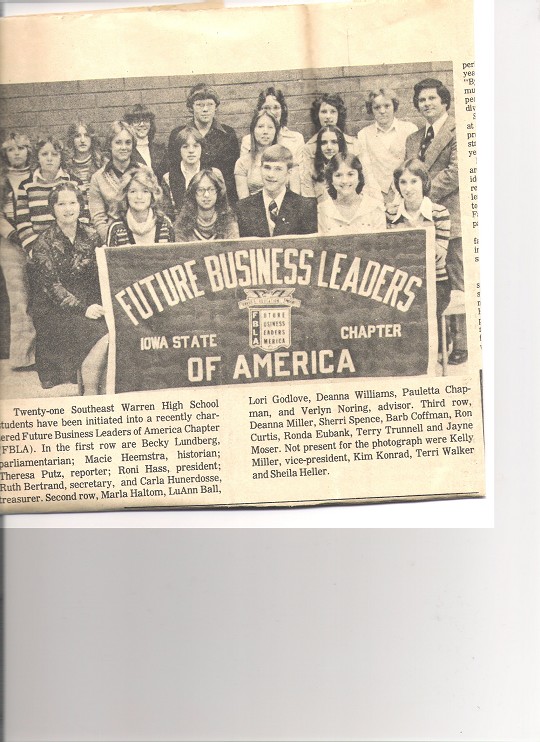 FUTURE BUSINESS LEADERS
IOWA STATE
CHAPTER
OF AMERICA
FBLA
FUTURE
BUSINESS
LEADERS
AMERICA
Twenty-one Southeast Warren High School
students have been initiated into a recently char-
ered Future Business Leaders of America Chapter
(FBLA). In the first row are Becky Lundberg,
parliamentarian; Macie Heemstra, historian;
Theresa Putz, reporter; Roni Hass, president;
Ruth Bertrand, secretary, and Carla Hunerdosse,
treasurer. Second row, Marla Haltom, LuAnn Ball,
Lori Godlove, Deanna Williams, Pauletta Chap-
man, and Verlyn Noring, advisor. Third row,
Deanna Miller, Sherri Spence, Barb Coffman, Ron
Curtis, Ronda Eubank, Terry Trunnell and Jayne
Moser. Not present for the photograph were Kelly
Miller, vice-president, Kim Konrad, Terri Walker
and Sheila Heller.